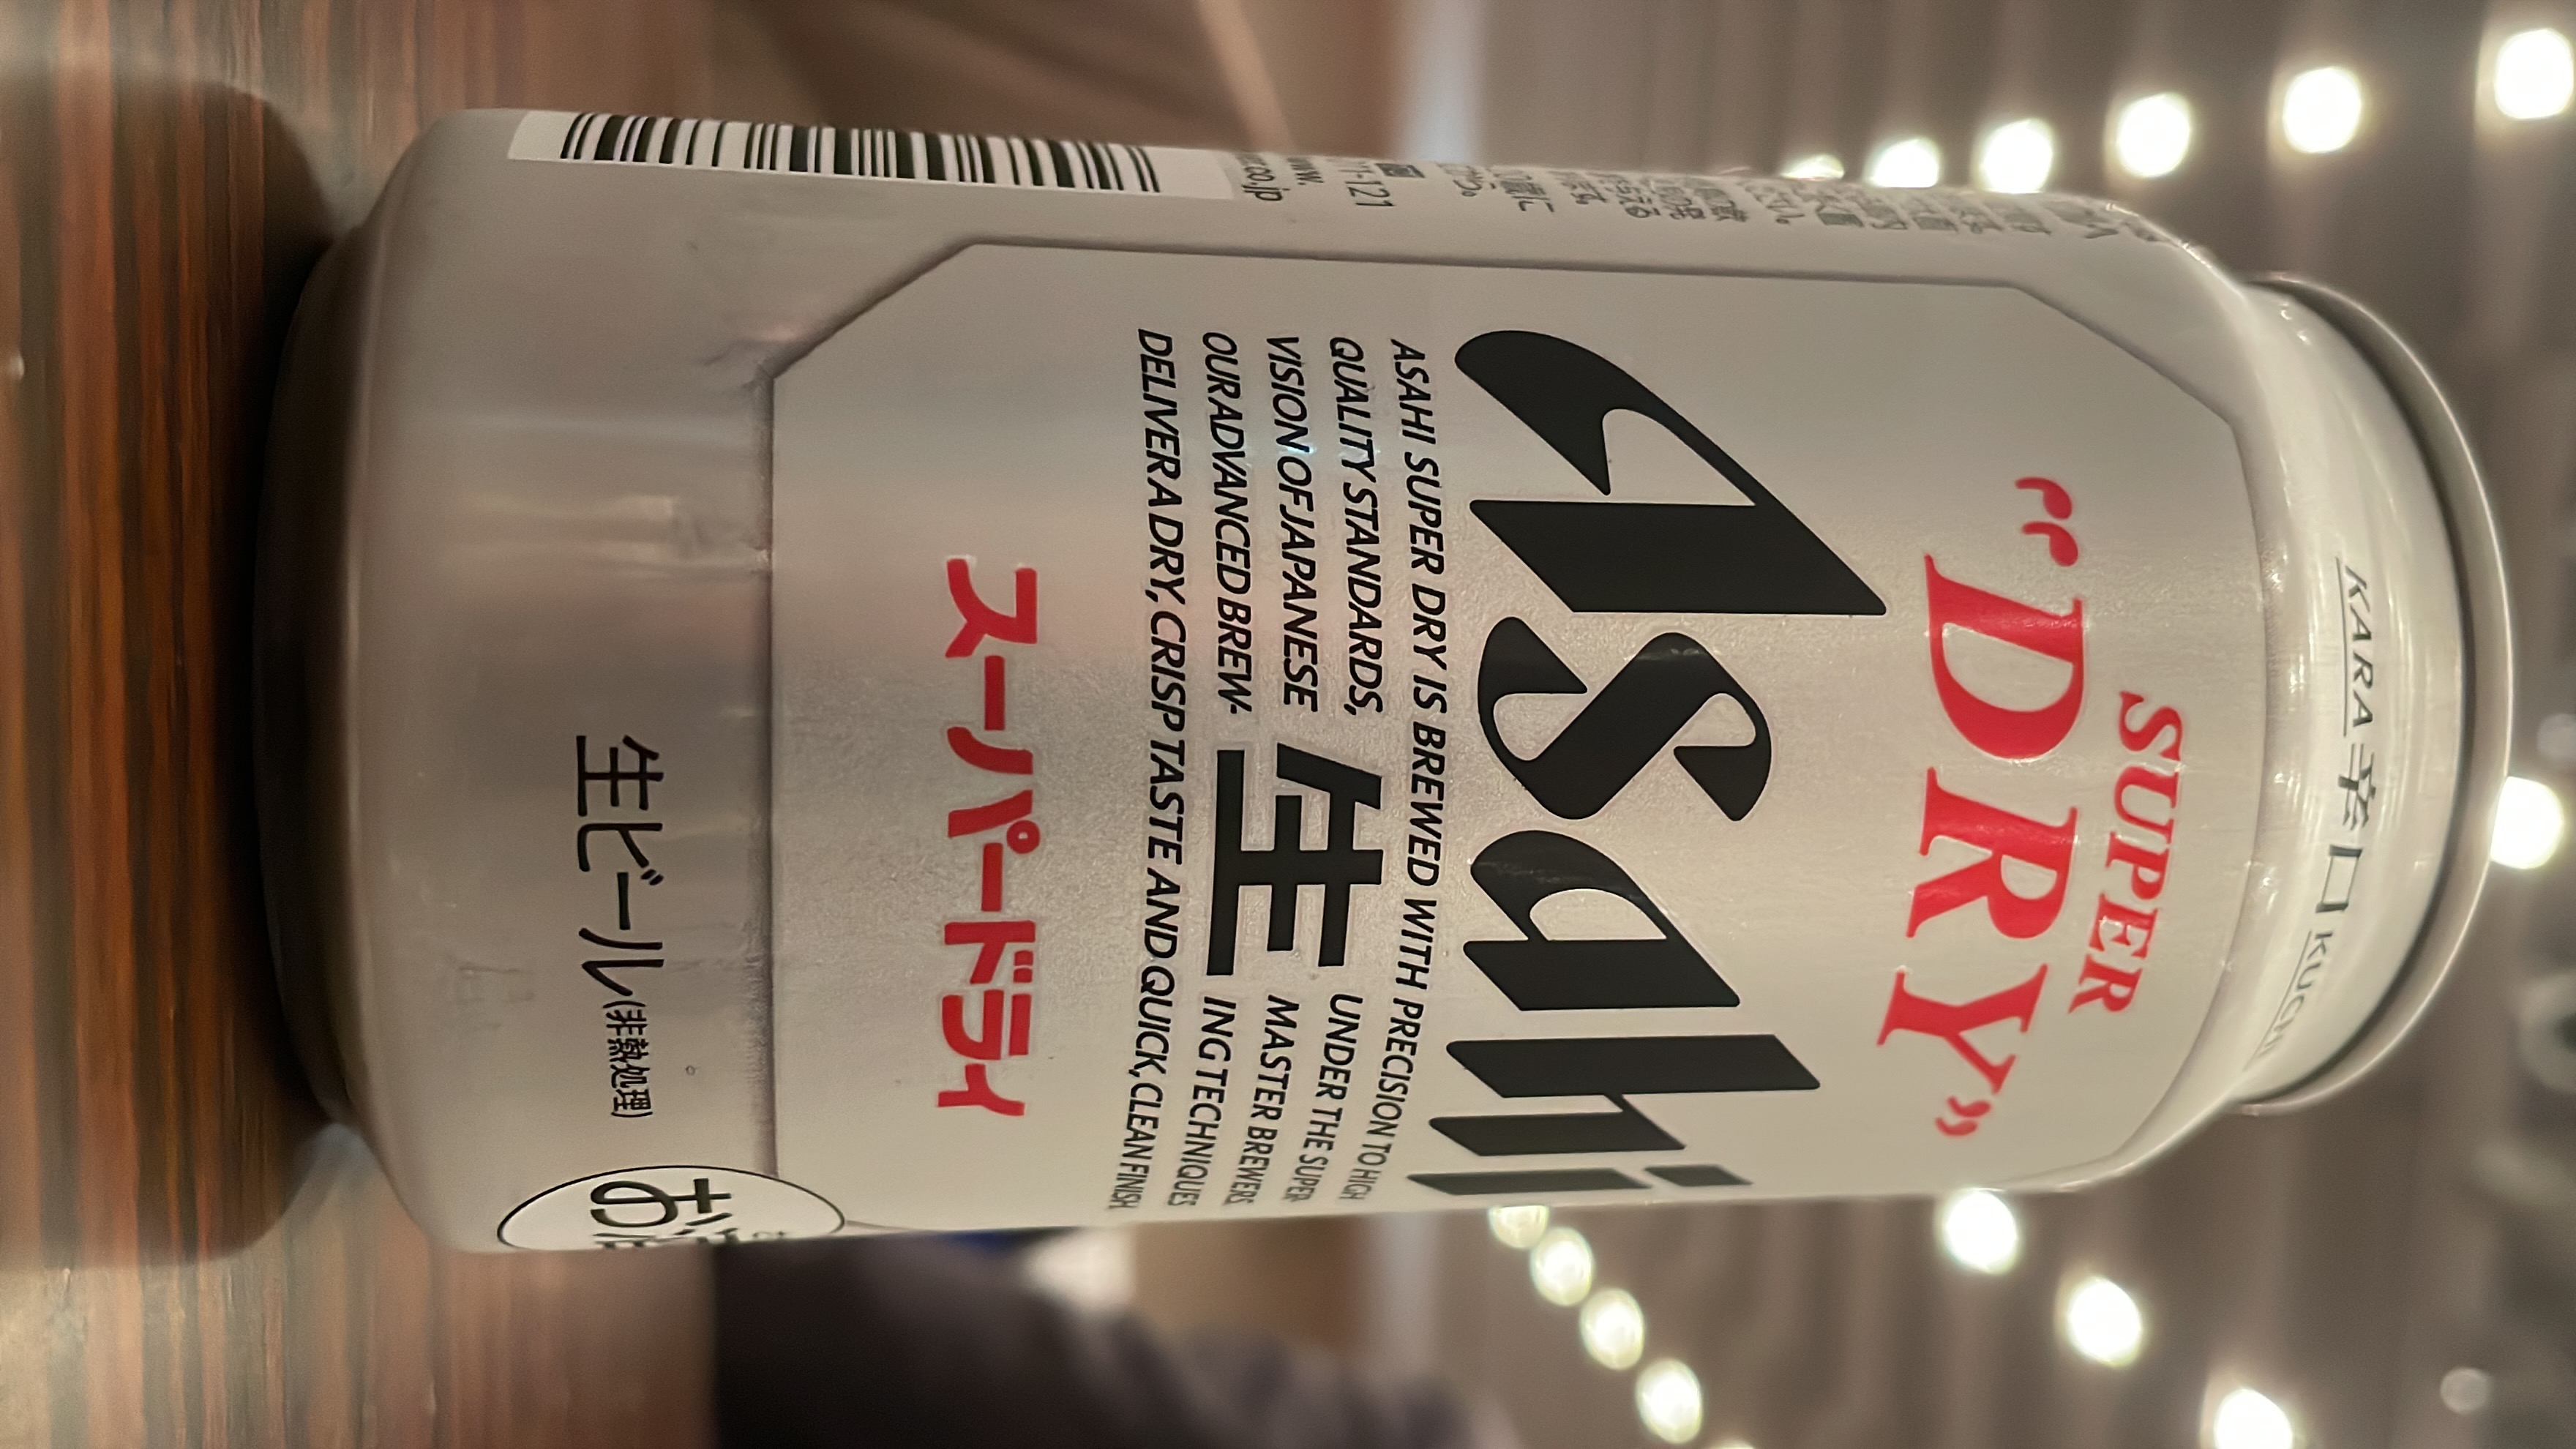 KARA 辛口 KUCHI
SUPER
“DRY”
Asahi
ASAHI SUPER DRY IS BREWED WITH PRECISION TO HIGH
QUALITY STANDARDS, 生 UNDER THE SUPER-
VISION OF JAPANESE MASTER BREWERS.
OUR ADVANCED BREW- ING TECHNIQUES
DELIVER A DRY, CRISP TASTE AND QUICK, CLEAN FINISH.
スーパードライ
生ビール(非熱処理)
お酒